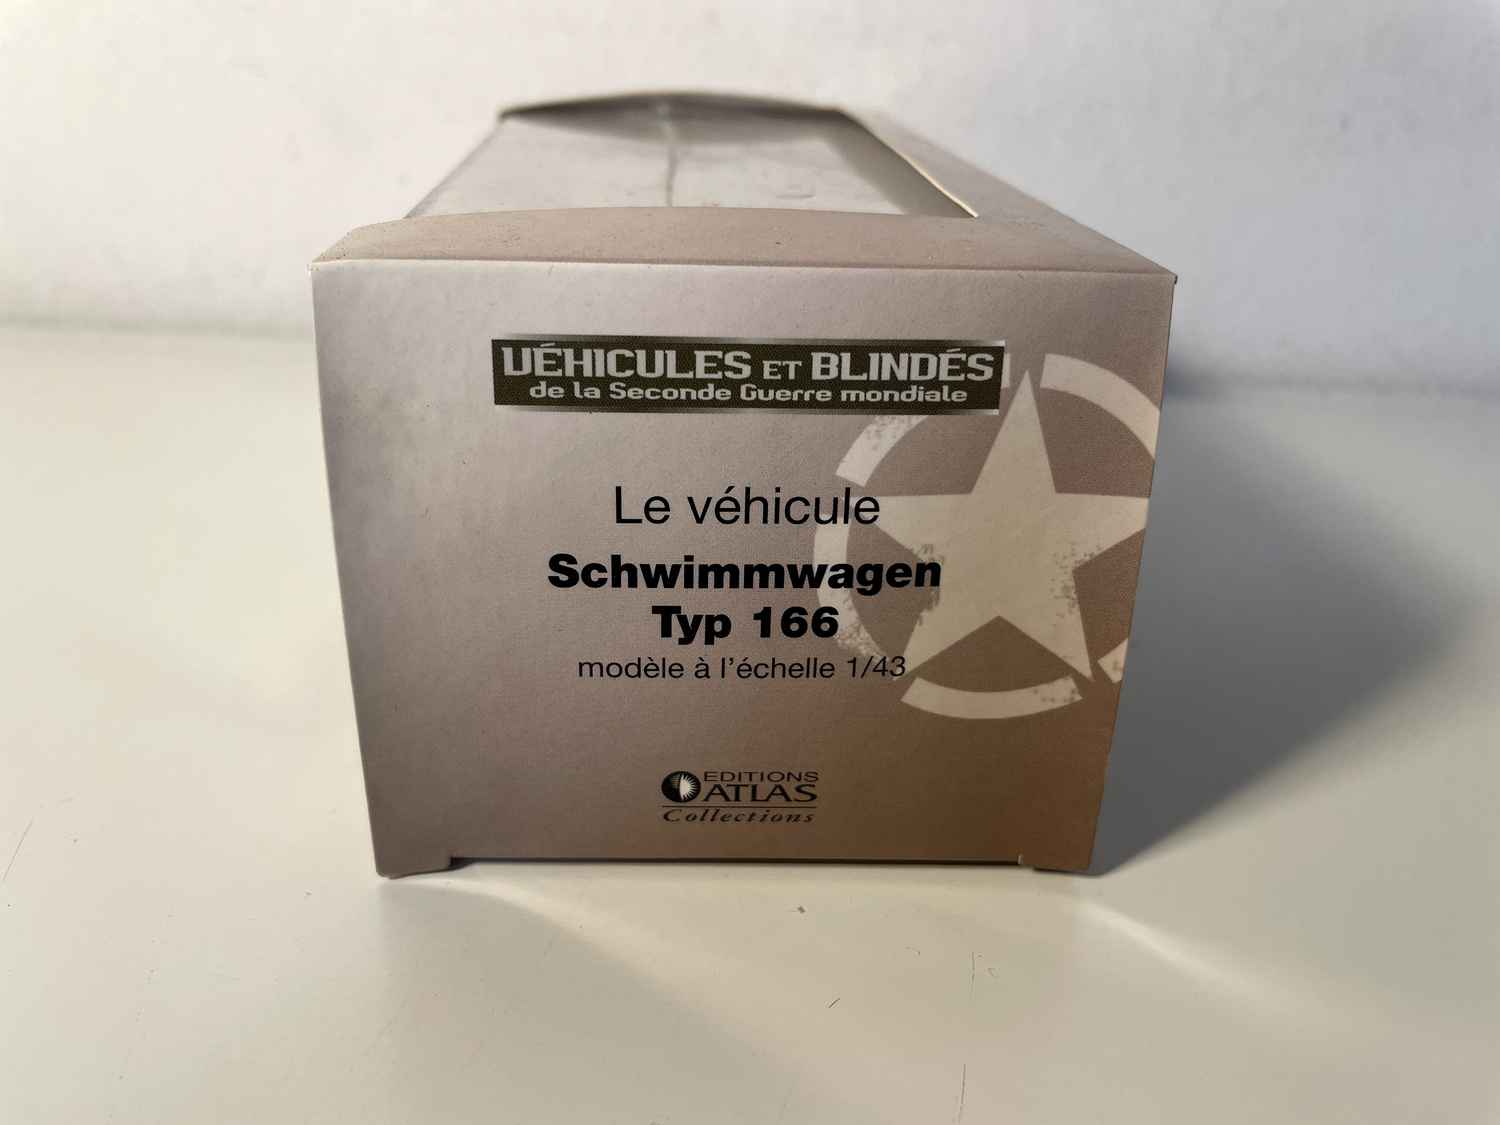 VÉHICULES ET BLINDÉS
de la Seconde Guerre mondiale
Le véhicule
Schwimmwagen
Typ 166
modèle à l'échelle 1/43
EDITIONS
ATLAS
Collections